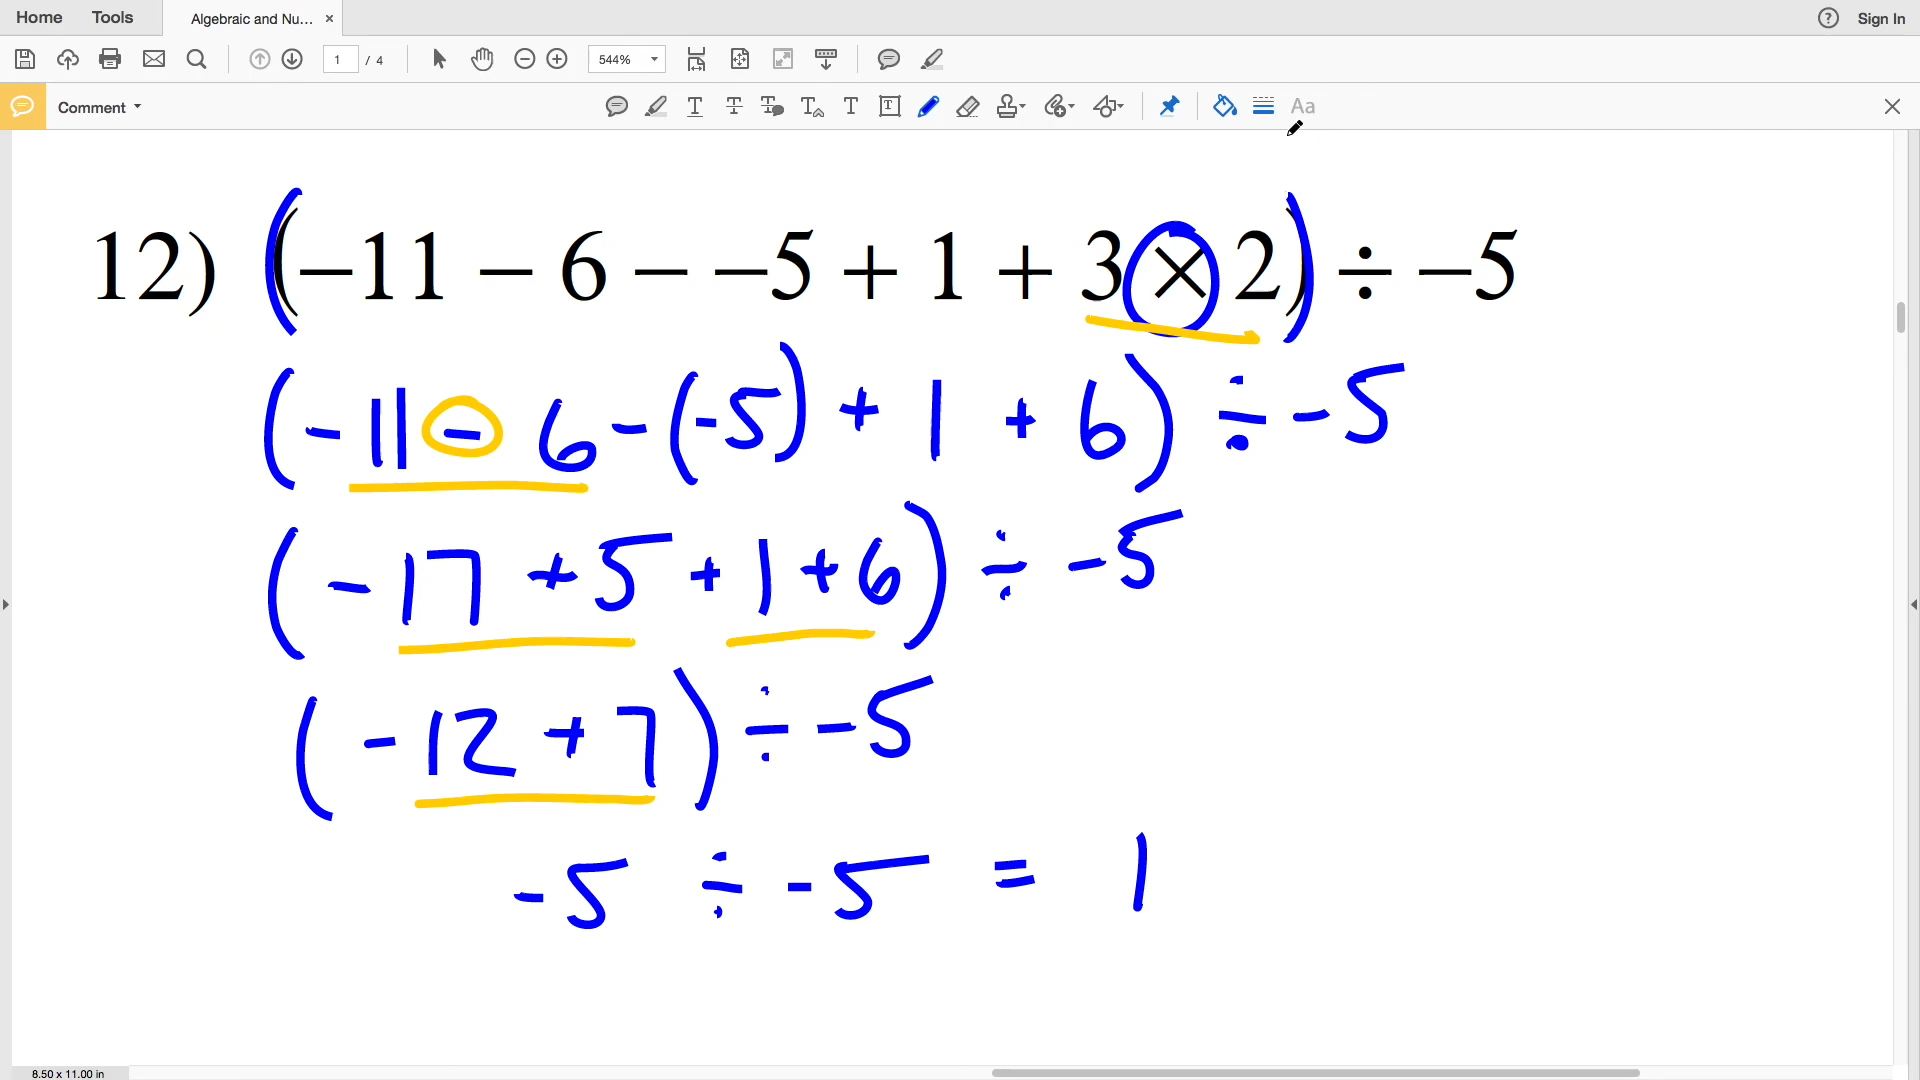 Home Tools Algebraic and Nu... × ? Sign In
1 / 4 544%
Comment T T T T T T Aa
12) (−11 − 6 − −5 + 1 + 3 × 2) ÷ −5
(-11 - 6 - (-5) + 1 + 6) ÷ -5
(-17 + 5 + 1 + 6) ÷ -5
(-12 + 7) ÷ -5
-5 ÷ -5 = 1
8.50 x 11.00 in